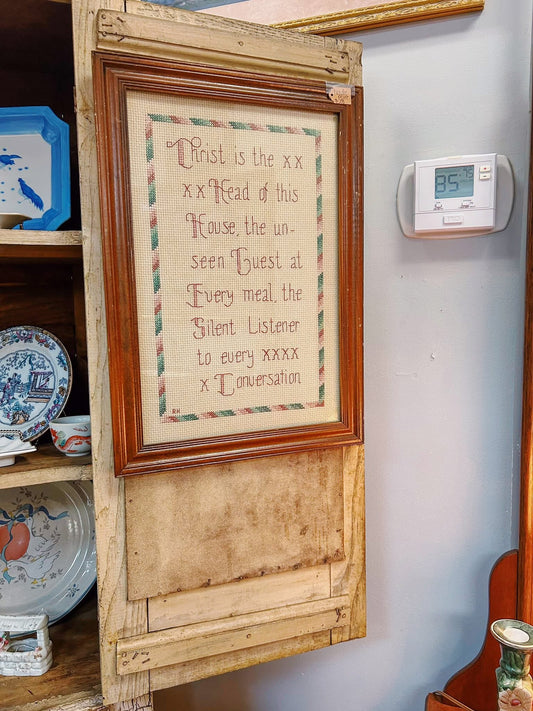 Christ is the xx
xx Head of this
House, the un-
seen Guest at
Every meal, the
Silent Listener
to every xxxx
x Conversation
RH
85